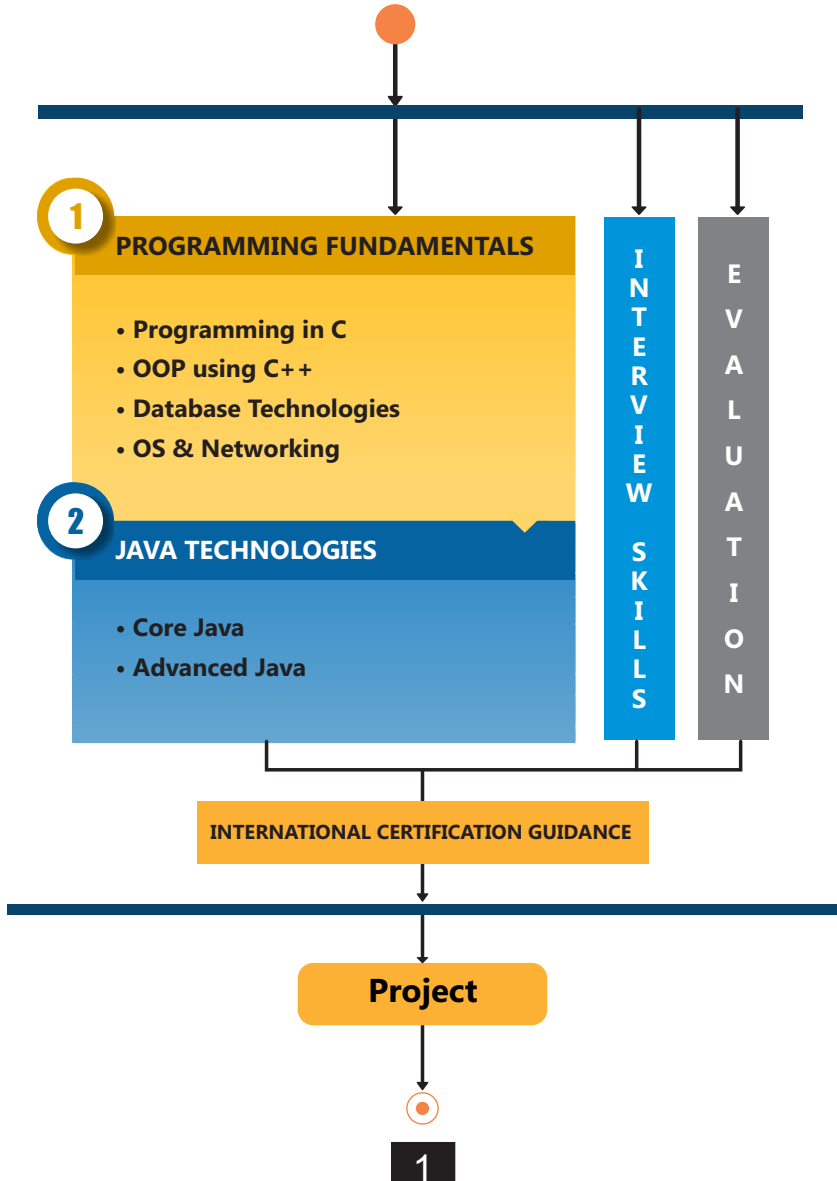 1
PROGRAMMING FUNDAMENTALS
• Programming in C
• OOP using C++
• Database Technologies
• OS & Networking
2
JAVA TECHNOLOGIES
• Core Java
• Advanced Java
INTERVIEW SKILLS
EVALUATION
INTERNATIONAL CERTIFICATION GUIDANCE
Project
1